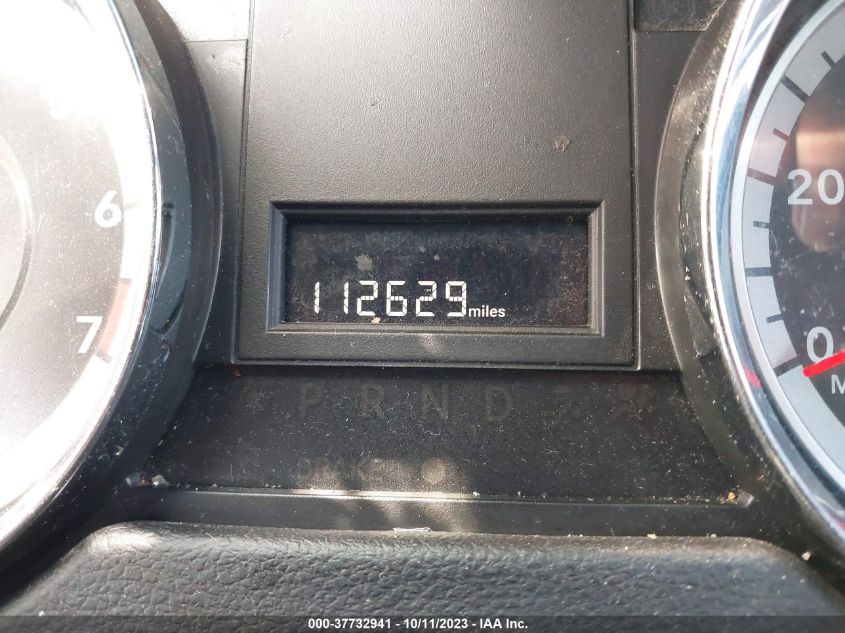 6
7
20
0
112629 miles
P R N D
BRAKE
000-37732941 - 10/11/2023 - IAA Inc.